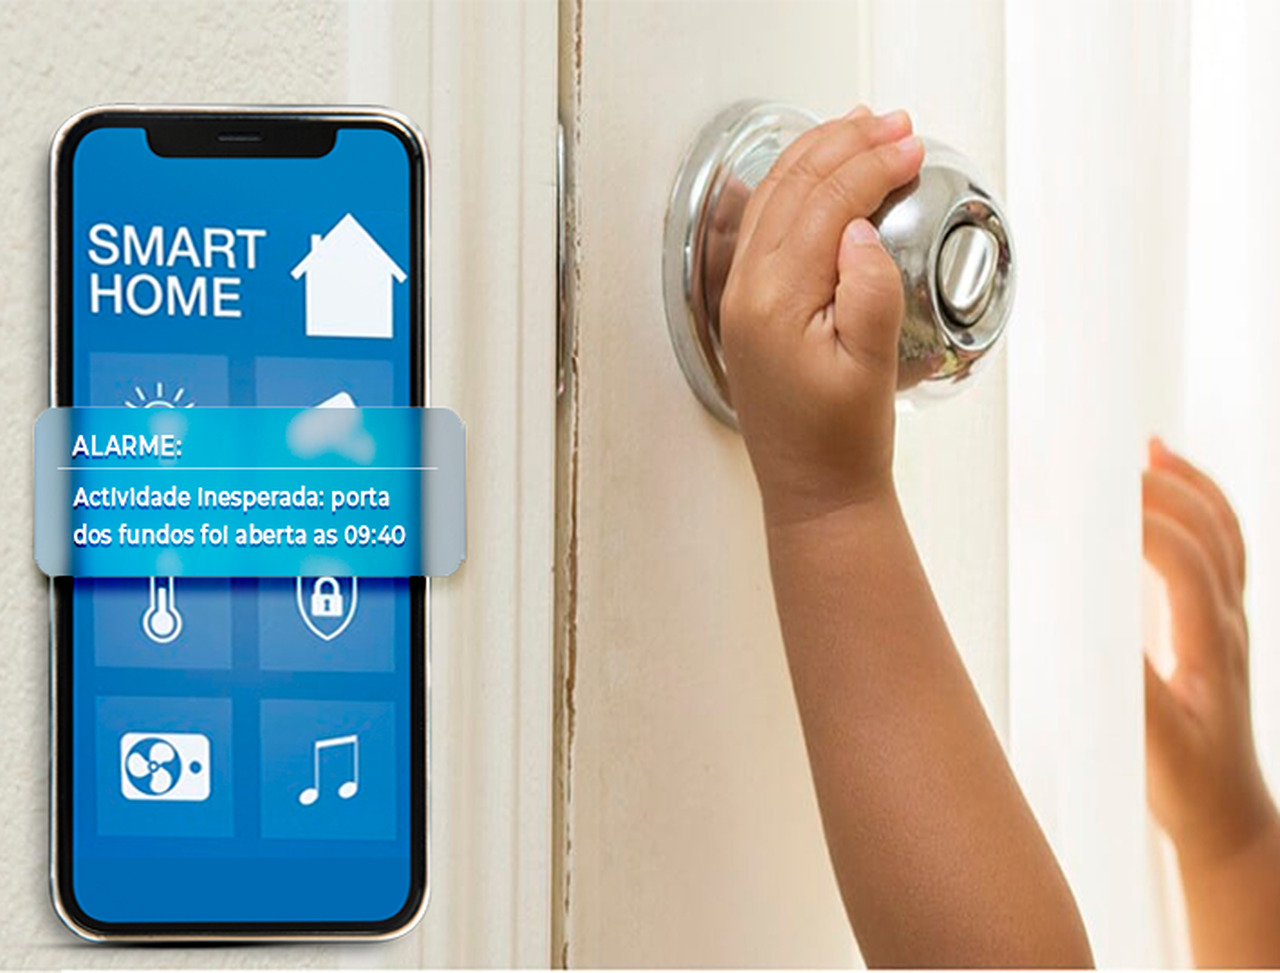 SMART
HOME
ALARME:
Actividade inesperada: porta
dos fundos foi aberta as 09:40